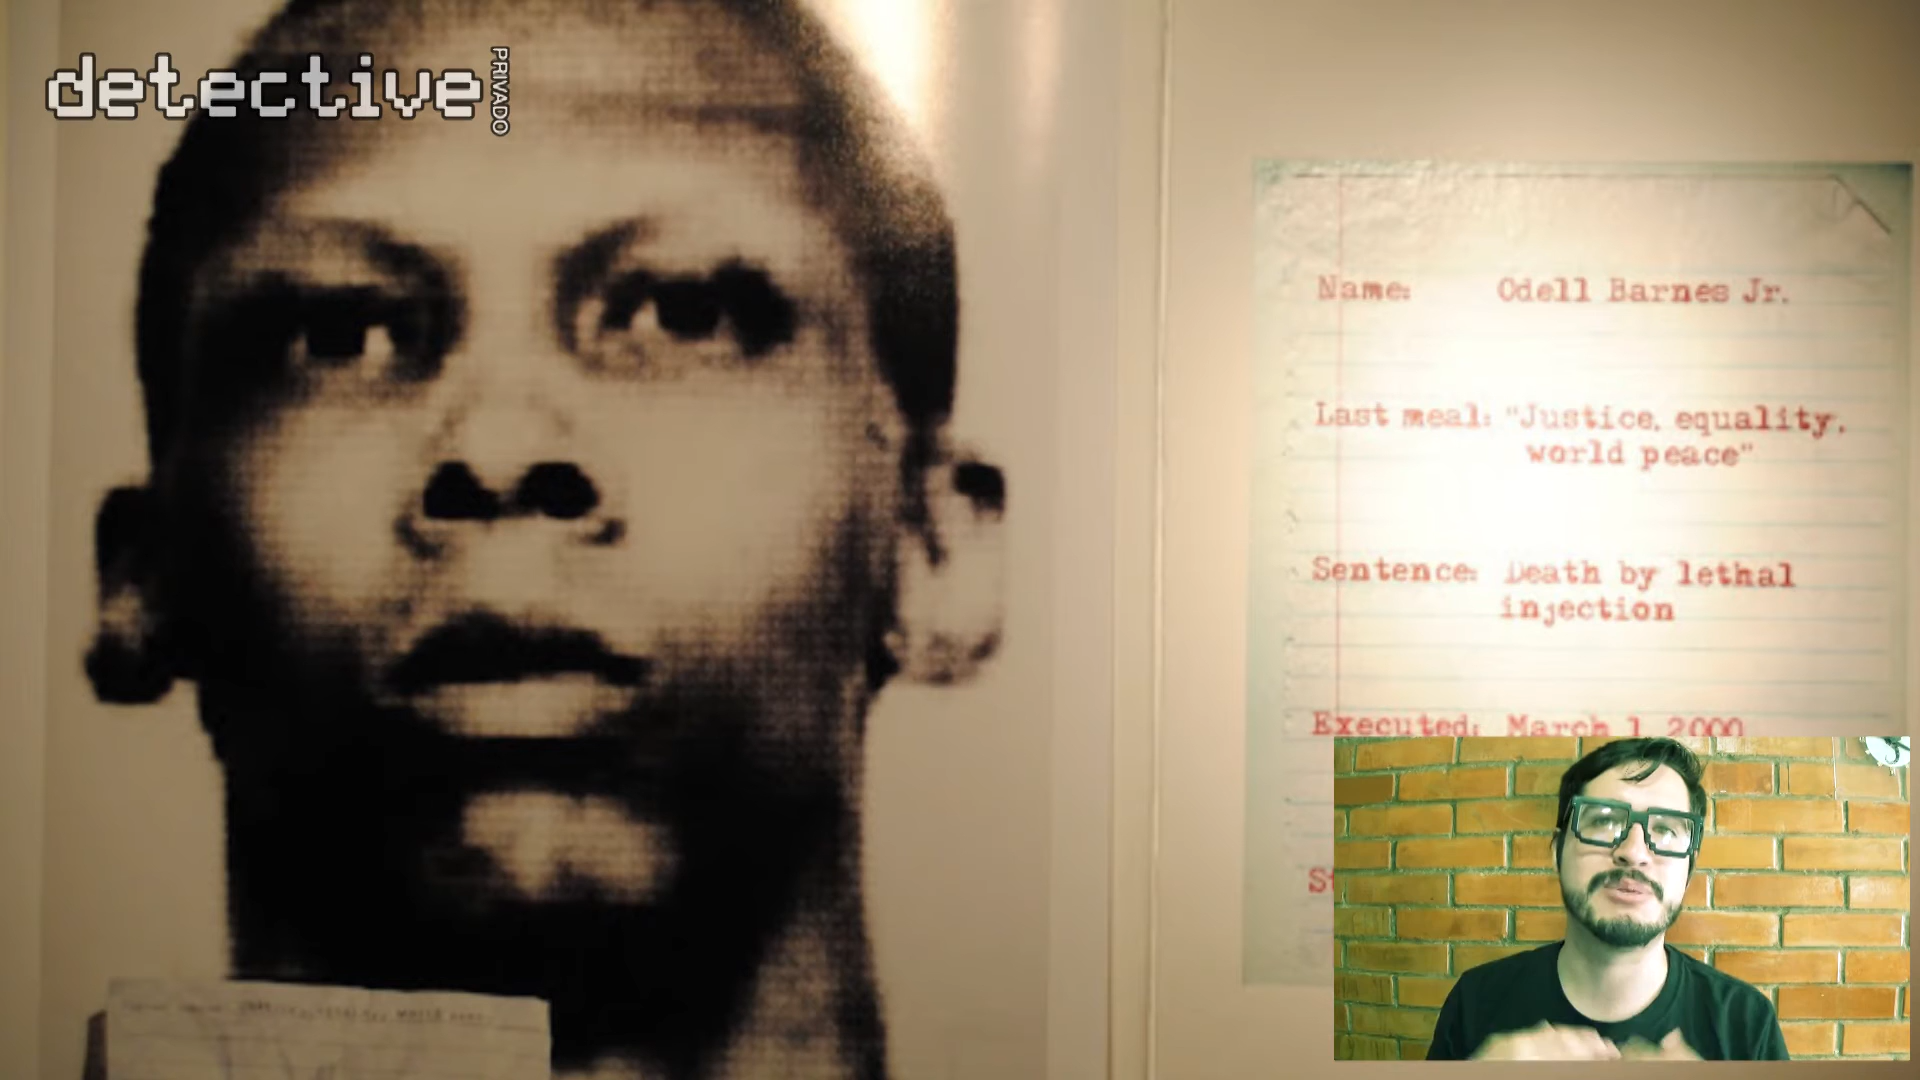 detective
PRIVADO
Name: Odell Barnes Jr.
Last meal: "Justice, equality,
world peace"
Sentence: Death by lethal
injection
Executed: March 1 2000